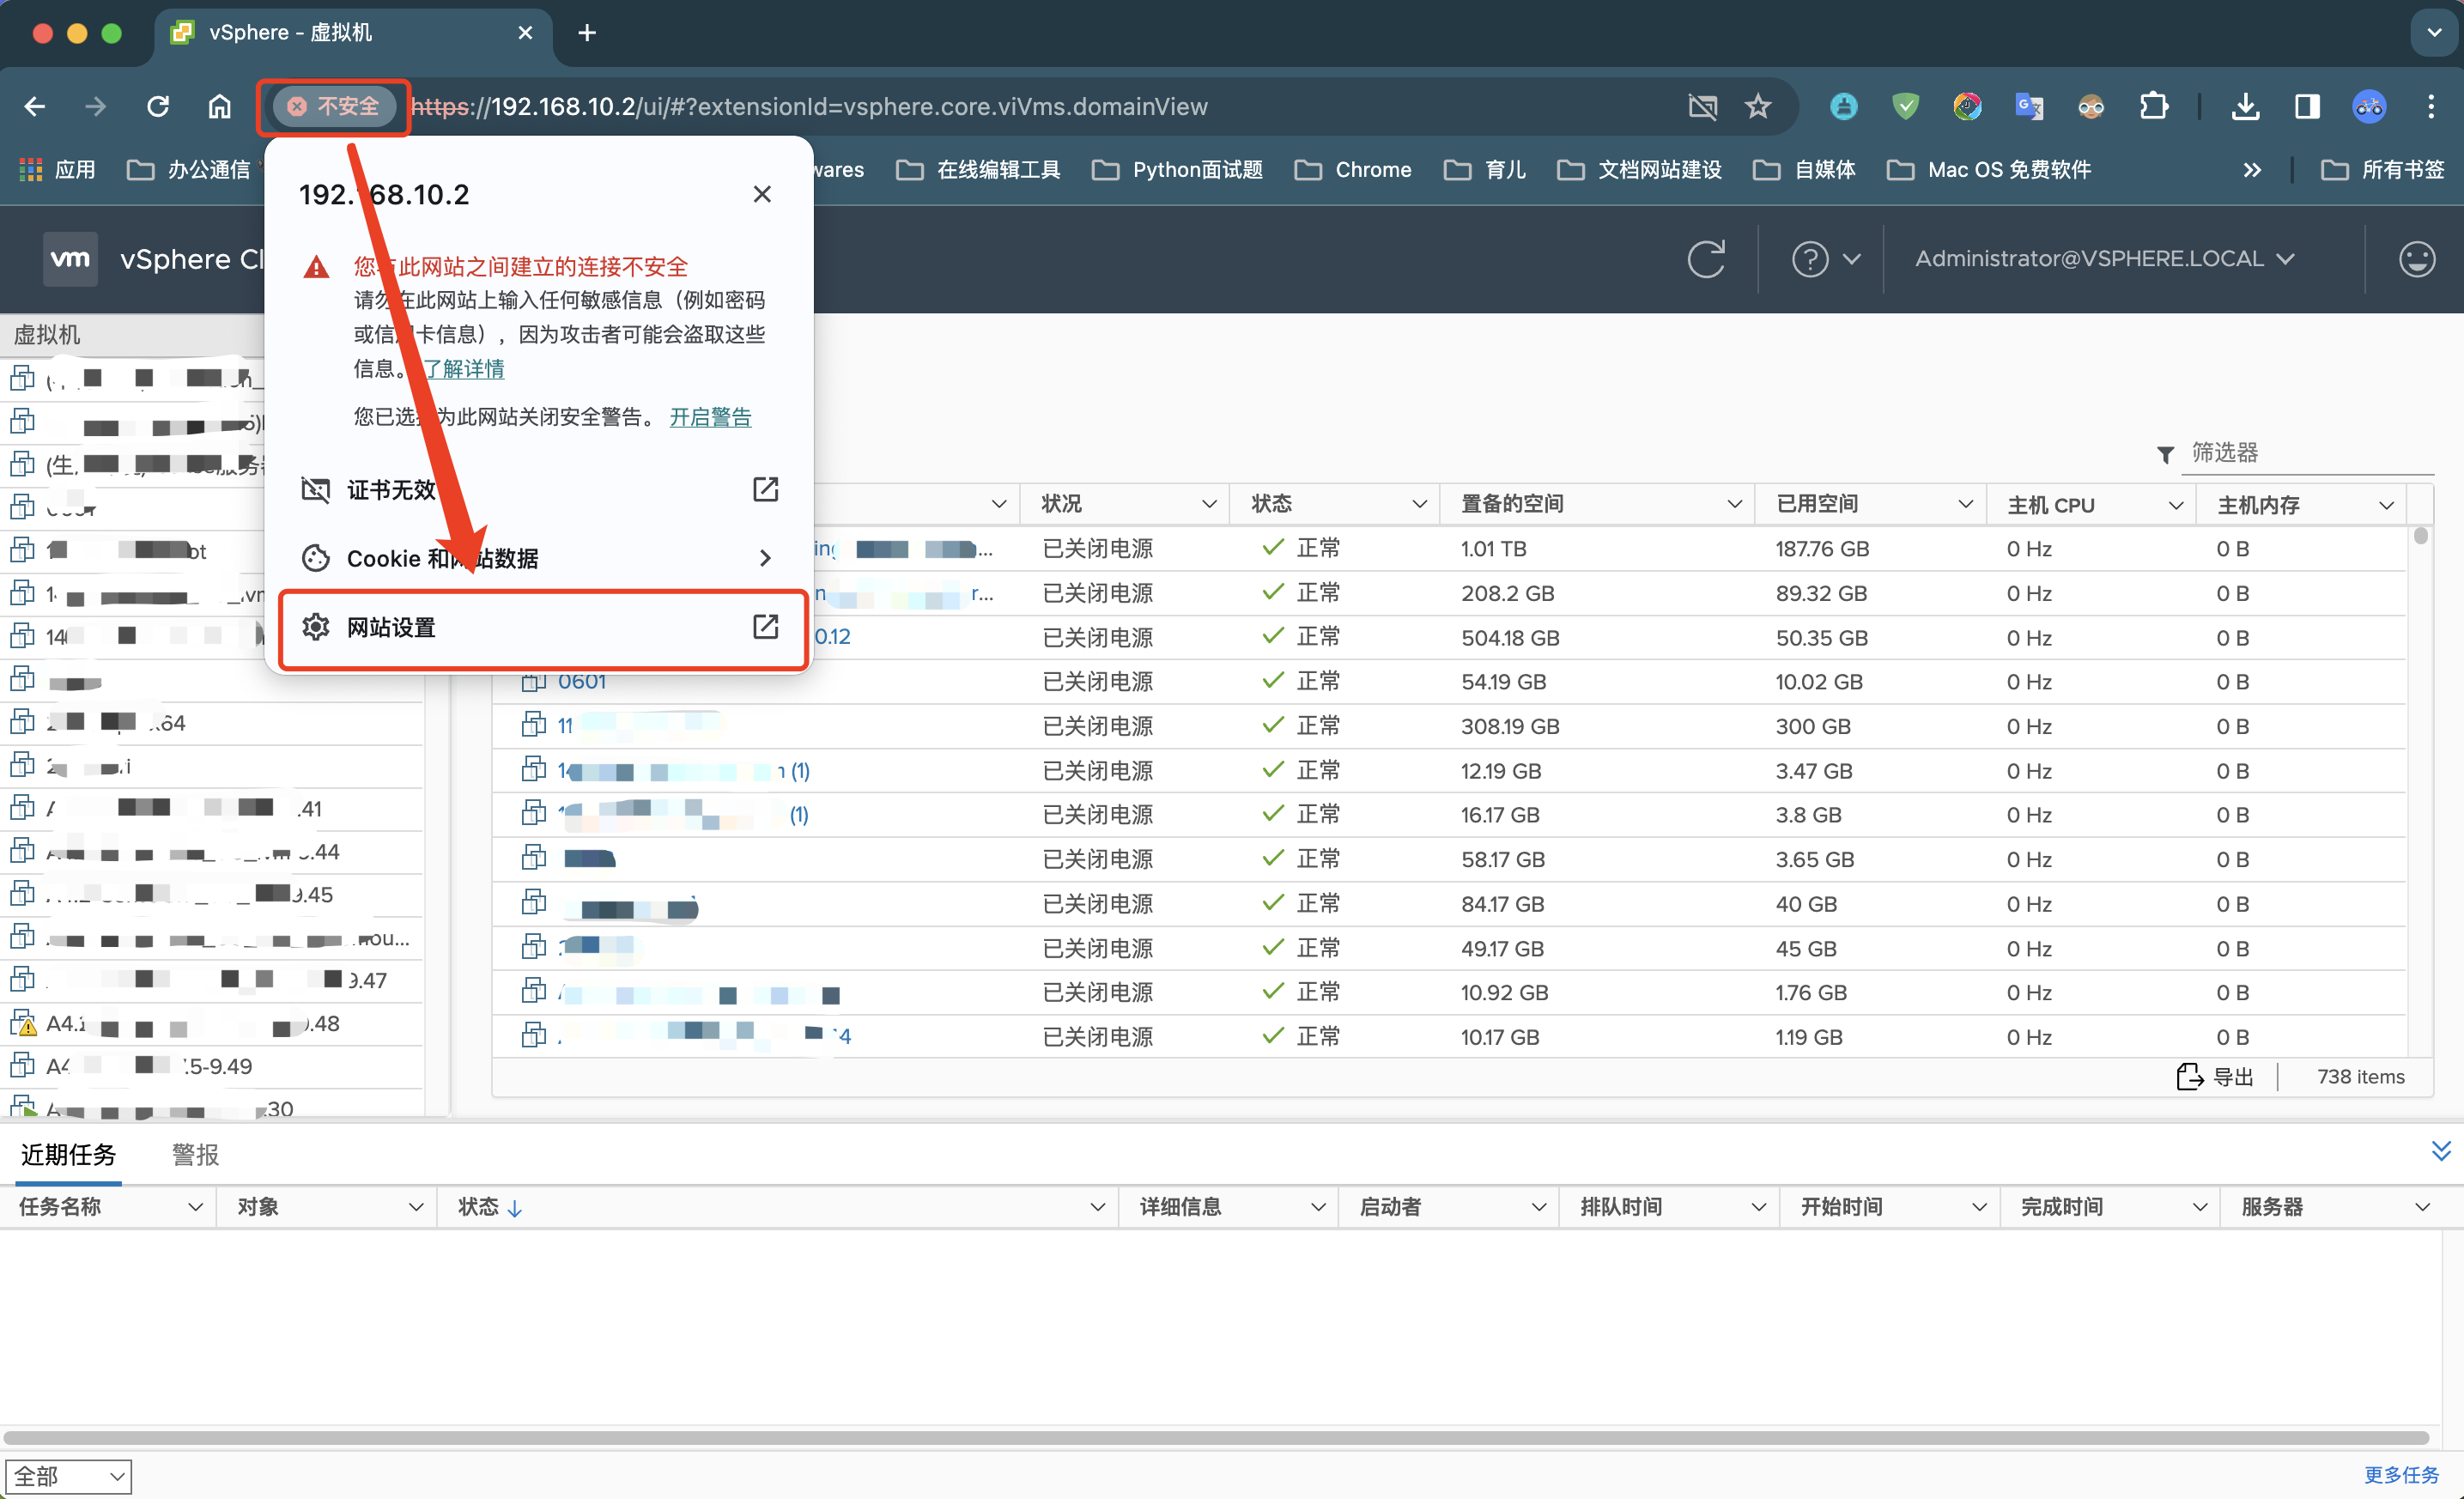 vSphere - 虚拟机
不安全
https://192.168.10.2/ui/#?extensionId=vsphere.core.viVms.domainView
应用
办公通信
wares
在线编辑工具
Python面试题
Chrome
育儿
文档网站建设
自媒体
Mac OS 免费软件
所有书签
192.168.10.2
您与此网站之间建立的连接不安全
请勿在此网站上输入任何敏感信息（例如密码
或信用卡信息），因为攻击者可能会盗取这些
信息。 了解详情
您已选择为此网站关闭安全警告。 开启警告
证书无效
Cookie 和网站数据
网站设置
vm
vSphere Cl
Administrator@VSPHERE.LOCAL
虚拟机
筛选器
状况 状态 置备的空间 已用空间 主机 CPU 主机内存
已关闭电源 正常 1.01 TB 187.76 GB 0 Hz 0 B
已关闭电源 正常 208.2 GB 89.32 GB 0 Hz 0 B
0.12 已关闭电源 正常 504.18 GB 50.35 GB 0 Hz 0 B
0601 已关闭电源 正常 54.19 GB 10.02 GB 0 Hz 0 B
11 已关闭电源 正常 308.19 GB 300 GB 0 Hz 0 B
(1) 已关闭电源 正常 12.19 GB 3.47 GB 0 Hz 0 B
(1) 已关闭电源 正常 16.17 GB 3.8 GB 0 Hz 0 B
已关闭电源 正常 58.17 GB 3.65 GB 0 Hz 0 B
已关闭电源 正常 84.17 GB 40 GB 0 Hz 0 B
已关闭电源 正常 49.17 GB 45 GB 0 Hz 0 B
已关闭电源 正常 10.92 GB 1.76 GB 0 Hz 0 B
已关闭电源 正常 10.17 GB 1.19 GB 0 Hz 0 B
导出
738 items
近期任务
警报
任务名称 对象 状态 详细信息 启动者 排队时间 开始时间 完成时间 服务器
全部
更多任务